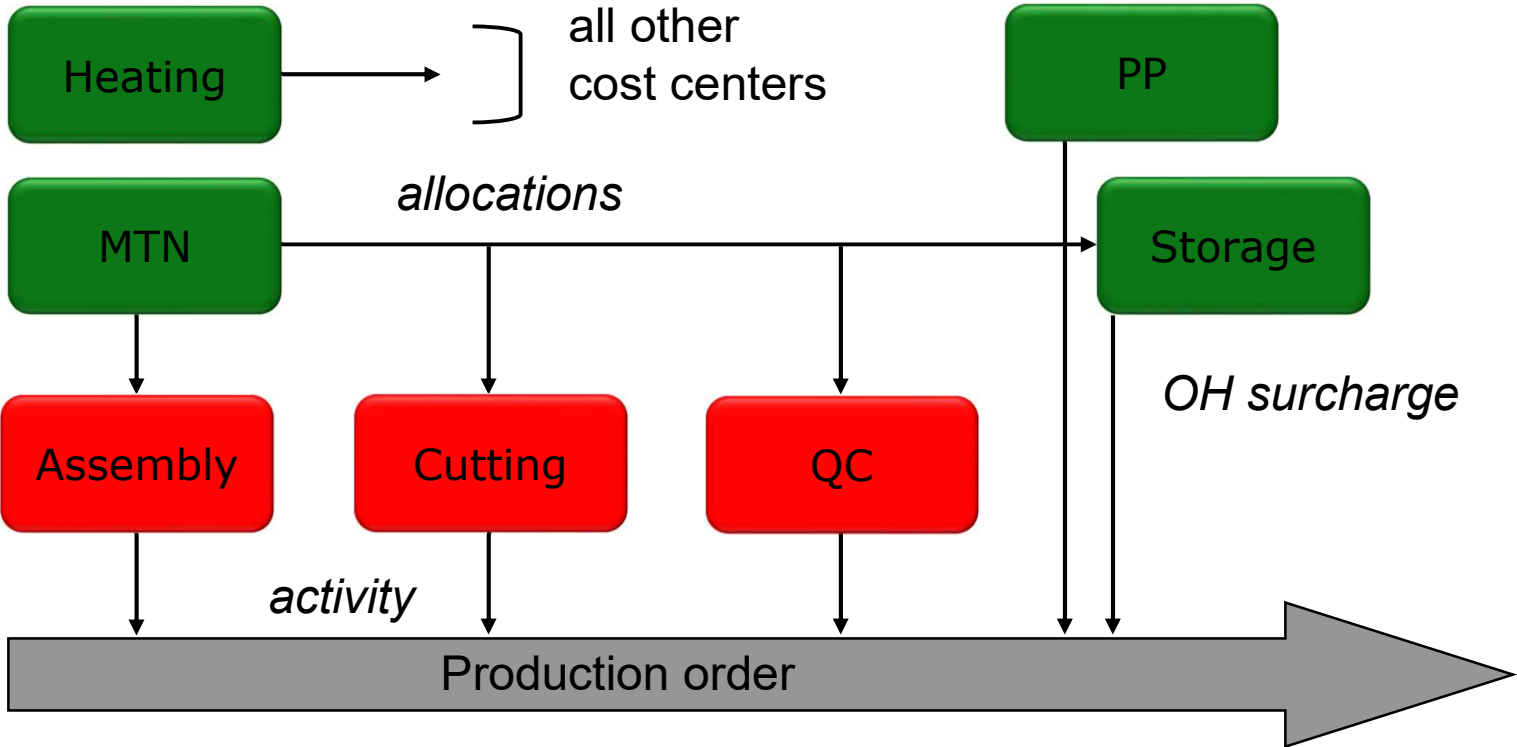 Heating
all other
cost centers
PP
allocations
MTN
Storage
OH surcharge
Assembly
Cutting
QC
activity
Production order